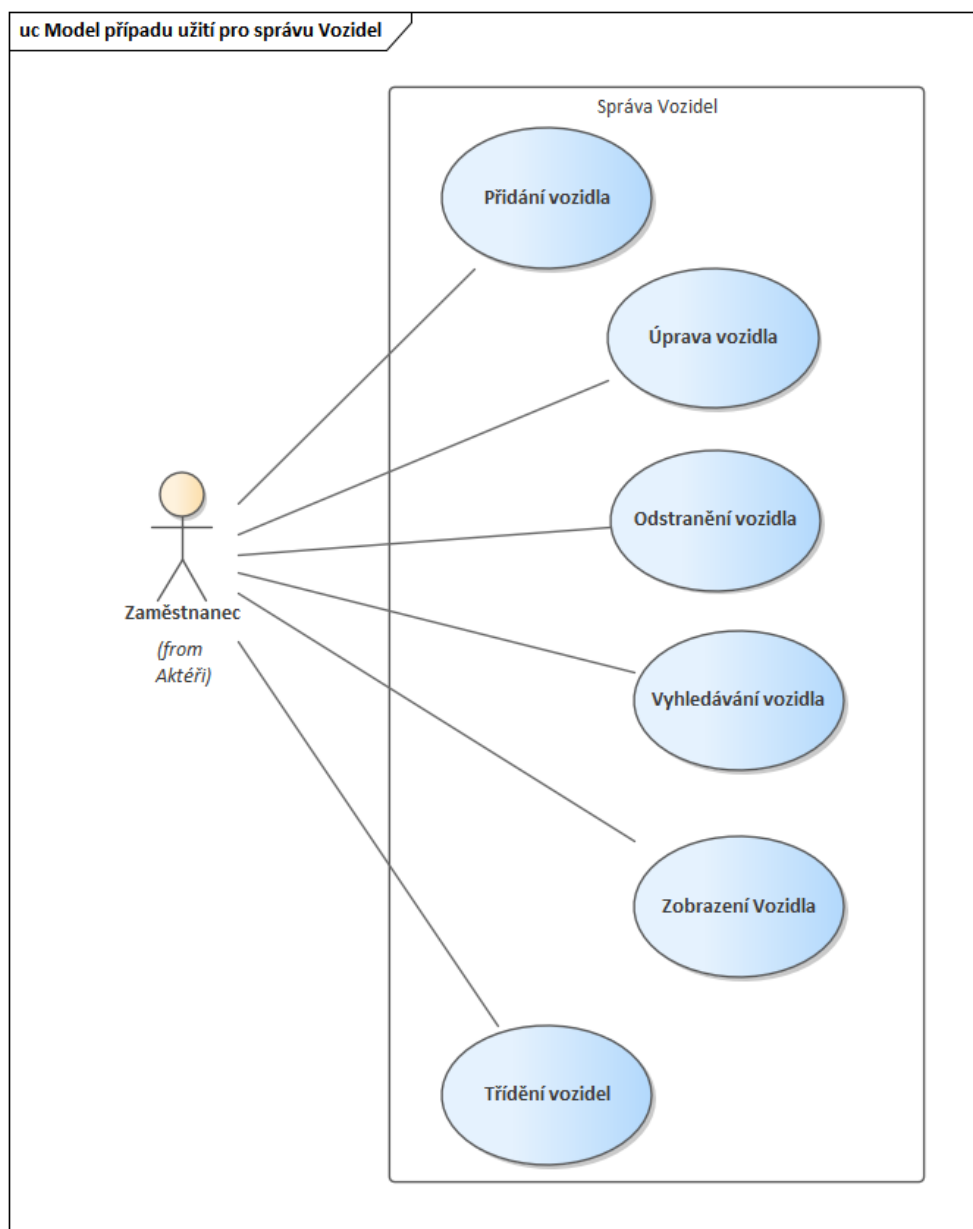 uc Model případu užití pro správu Vozidel
Správa Vozidel
Přidání vozidla
Úprava vozidla
Odstranění vozidla
Zaměstnanec
(from
Aktéři)
Vyhledávání vozidla
Zobrazení Vozidla
Třídění vozidel